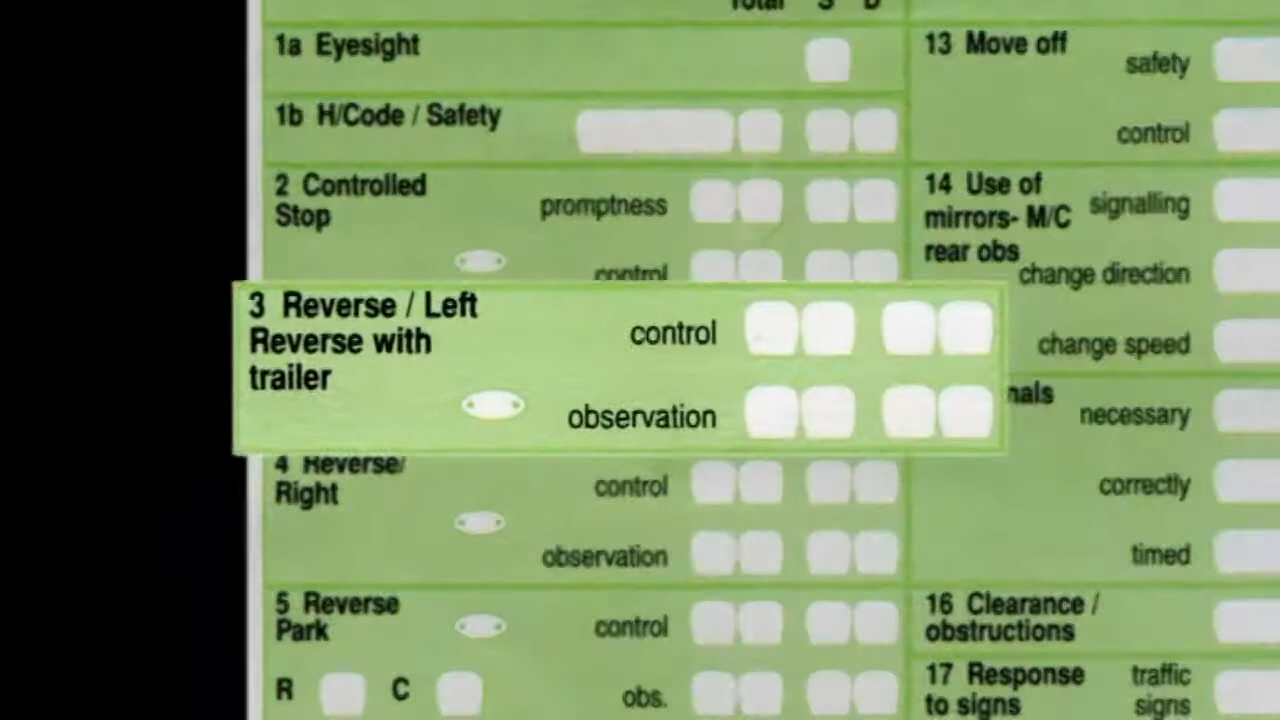 Total S D
1a Eyesight
1b H/Code / Safety
2 Controlled
Stop
promptness
control
3 Reverse / Left
Reverse with
trailer
control
observation
4 Reverse/
Right
control
observation
5 Reverse
Park
control
R C
obs.
13 Move off
safety
control
14 Use of
mirrors- M/C
rear obs
signalling
change direction
change speed
nals
necessary
correctly
timed
16 Clearance /
obstructions
17 Response
to signs
traffic
signs